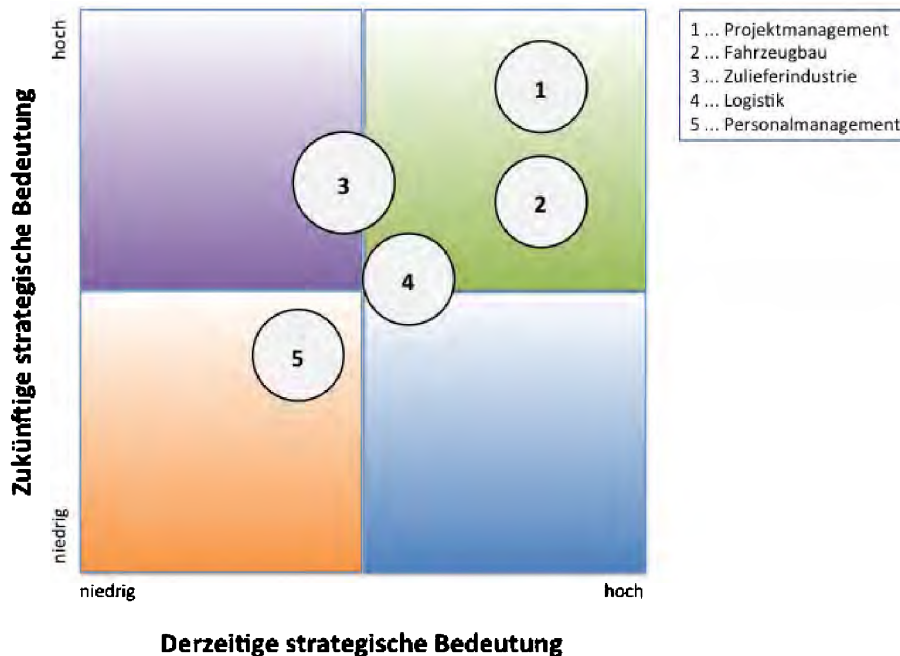 hoch
1 ... Projektmanagement
2 ... Fahrzeugbau
3 ... Zulieferindustrie
4 ... Logistik
5 ... Personalmanagement
Zukünftige strategische Bedeutung
1
3
2
4
5
niedrig
niedrig
hoch
Derzeitige strategische Bedeutung